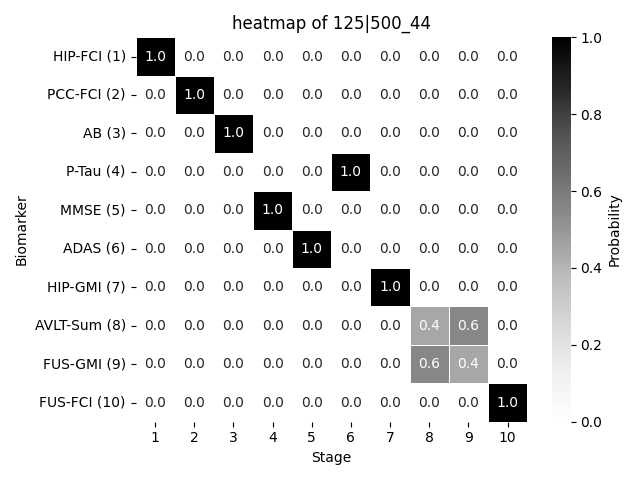 heatmap of 125|500_44
HIP-FCI (1) 1.0 0.0 0.0 0.0 0.0 0.0 0.0 0.0 0.0 0.0
PCC-FCI (2) 0.0 1.0 0.0 0.0 0.0 0.0 0.0 0.0 0.0 0.0
AB (3) 0.0 0.0 1.0 0.0 0.0 0.0 0.0 0.0 0.0 0.0
P-Tau (4) 0.0 0.0 0.0 0.0 0.0 1.0 0.0 0.0 0.0 0.0
MMSE (5) 0.0 0.0 0.0 1.0 0.0 0.0 0.0 0.0 0.0 0.0
ADAS (6) 0.0 0.0 0.0 0.0 1.0 0.0 0.0 0.0 0.0 0.0
HIP-GMI (7) 0.0 0.0 0.0 0.0 0.0 0.0 1.0 0.0 0.0 0.0
AVLT-Sum (8) 0.0 0.0 0.0 0.0 0.0 0.0 0.0 0.4 0.6 0.0
FUS-GMI (9) 0.0 0.0 0.0 0.0 0.0 0.0 0.0 0.6 0.4 0.0
FUS-FCI (10) 0.0 0.0 0.0 0.0 0.0 0.0 0.0 0.0 0.0 1.0
1 2 3 4 5 6 7 8 9 10
Stage
Biomarker
1.0
0.8
0.6
0.4
0.2
0.0
Probability